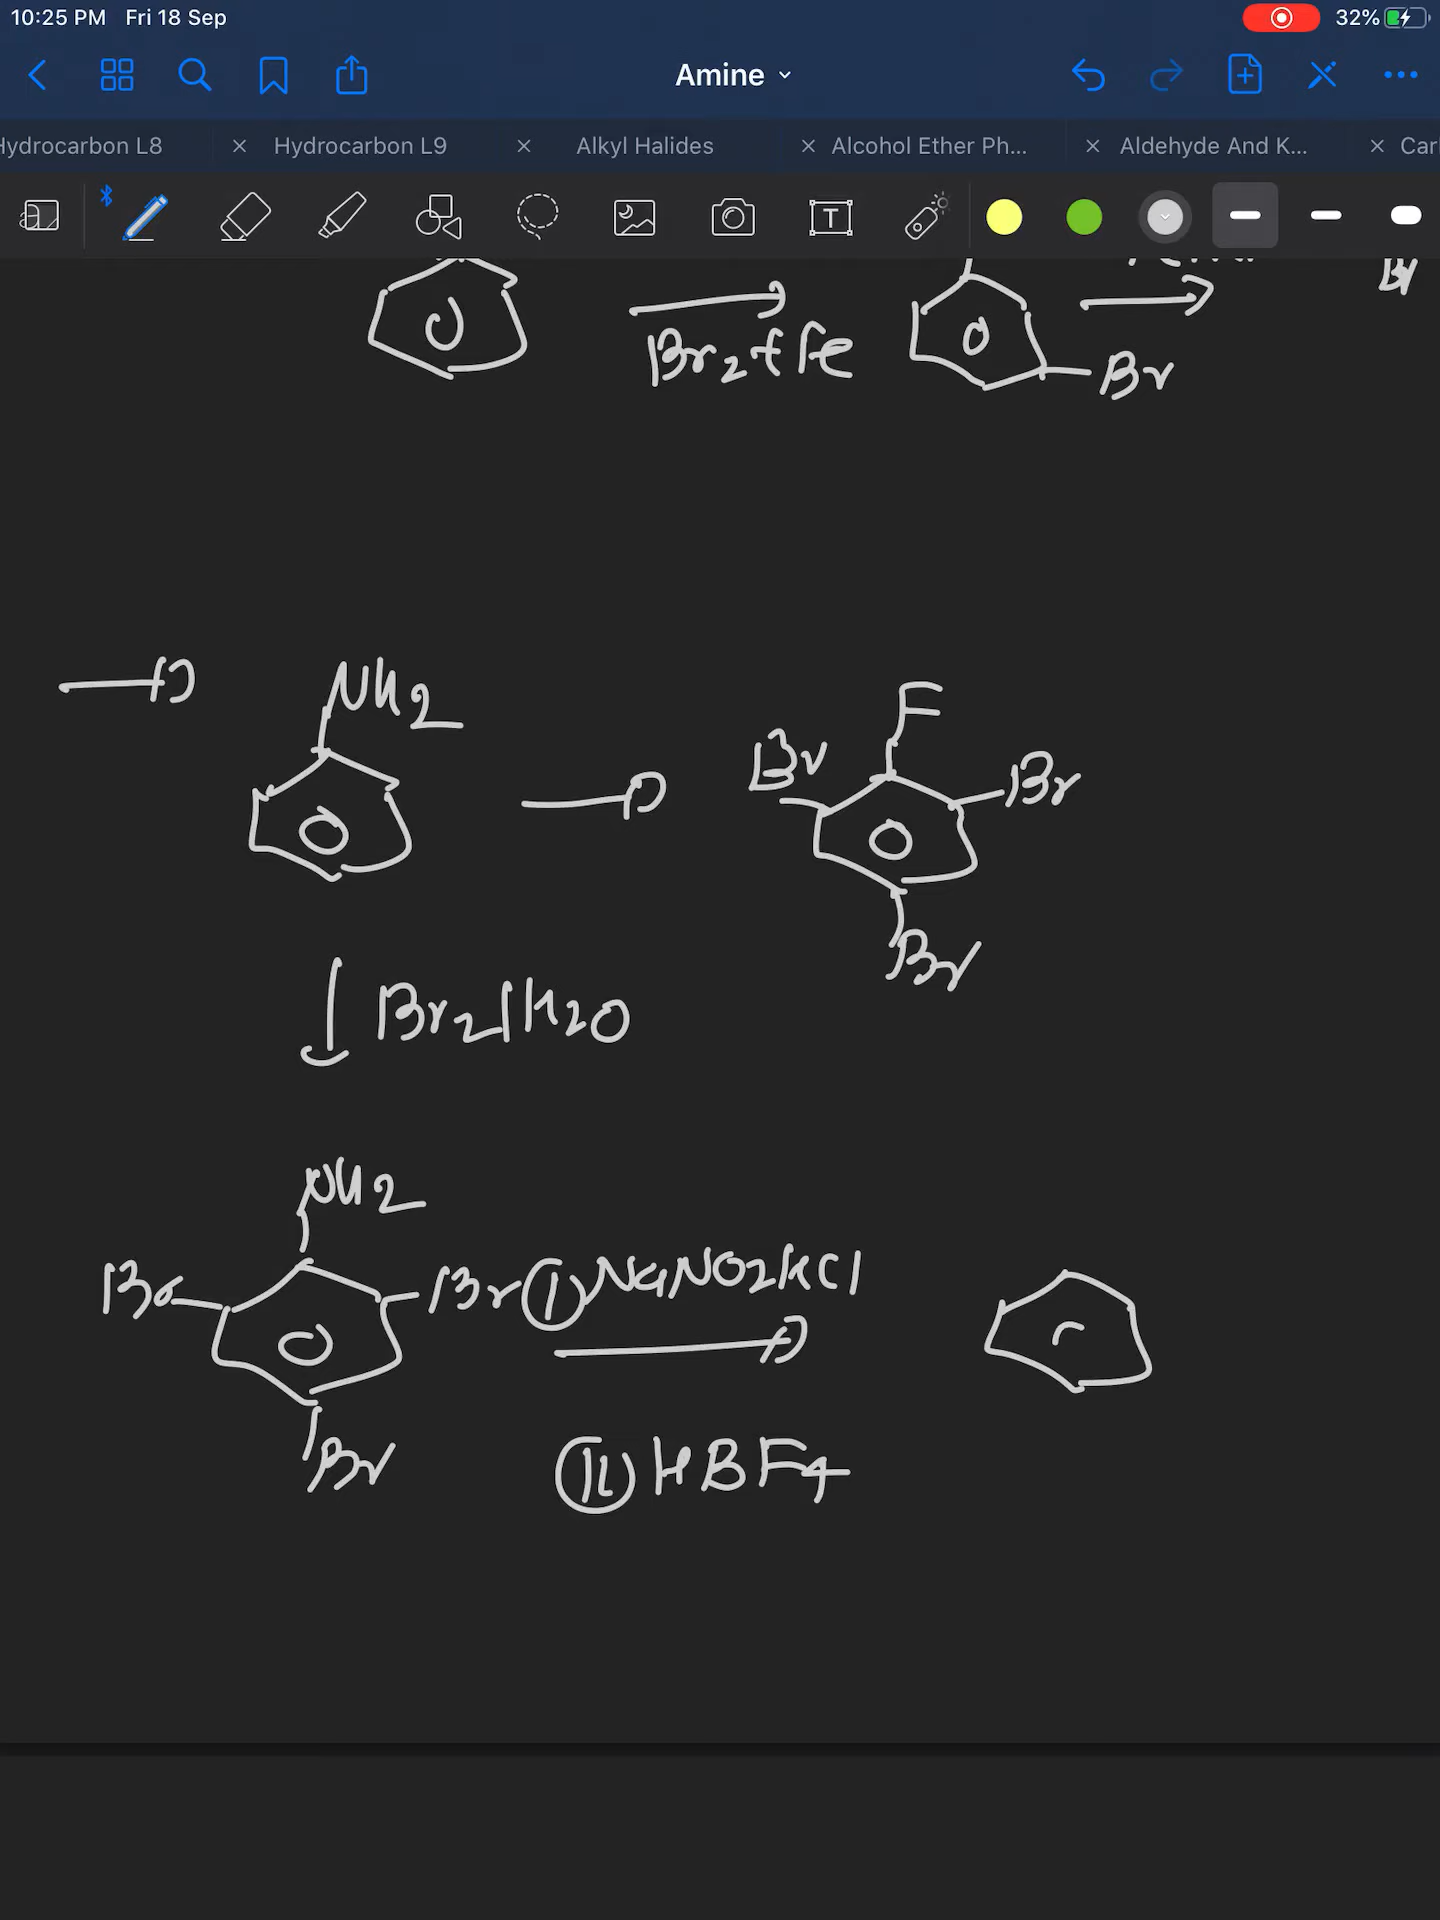 10:25 PM Fri 18 Sep 32%
Amine
Hydrocarbon L8 Hydrocarbon L9 Alkyl Halides Alcohol Ether Ph... Aldehyde And K... Car
T
Br2 + Fe
Br
NH2
F
Br Br
Br
Br2/H2O
NH2
Br Br
Br
I NaNO2 HCl
II HBF4